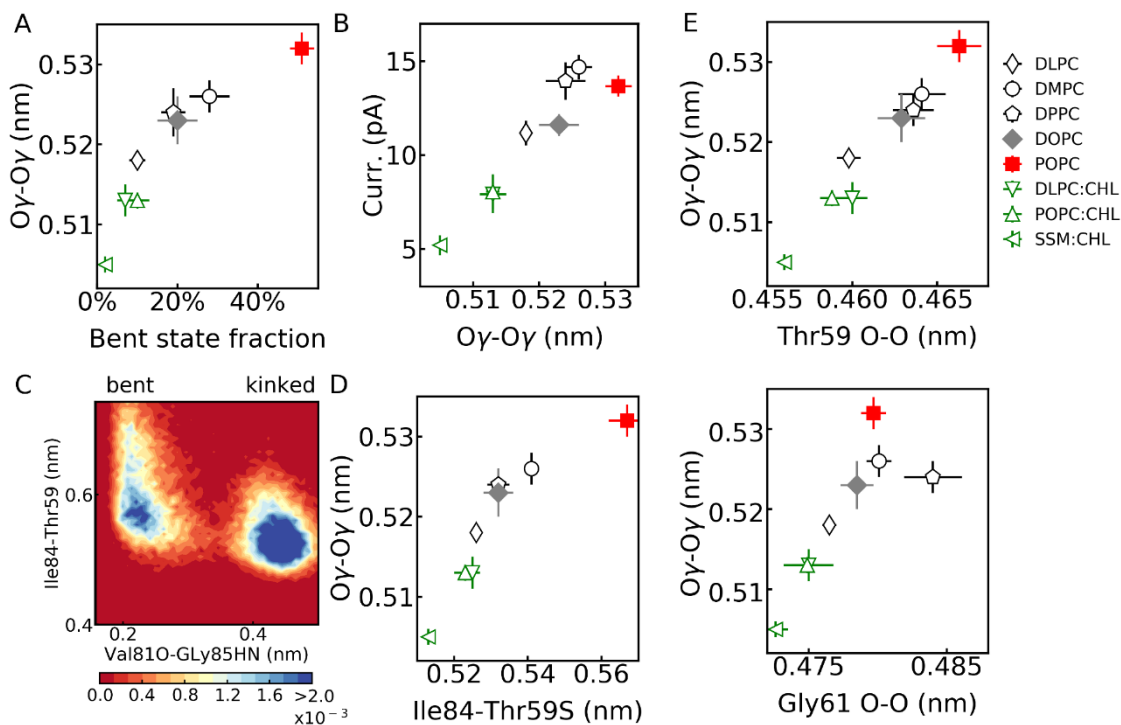 A
Oγ-Oγ (nm)
0.53
0.52
0.51
0% 20% 40%
Bent state fraction
B
Curr. (pA)
15
10
5
0.51 0.52 0.53
Oγ-Oγ (nm)
E
Oγ-Oγ (nm)
0.53
0.52
0.51
0.455 0.460 0.465
Thr59 O-O (nm)
DLPC
DMPC
DPPC
DOPC
POPC
DLPC:CHL
POPC:CHL
SSM:CHL
C
bent kinked
Ile84-Thr59 (nm)
0.6
0.4
0.2 0.4
Val81O-GLy85HN (nm)
0.0 0.4 0.8 1.2 1.6 >2.0
x10⁻³
D
Oγ-Oγ (nm)
0.53
0.52
0.51
0.52 0.54 0.56
Ile84-Thr59S (nm)
Oγ-Oγ (nm)
0.53
0.52
0.51
0.475 0.485
Gly61 O-O (nm)